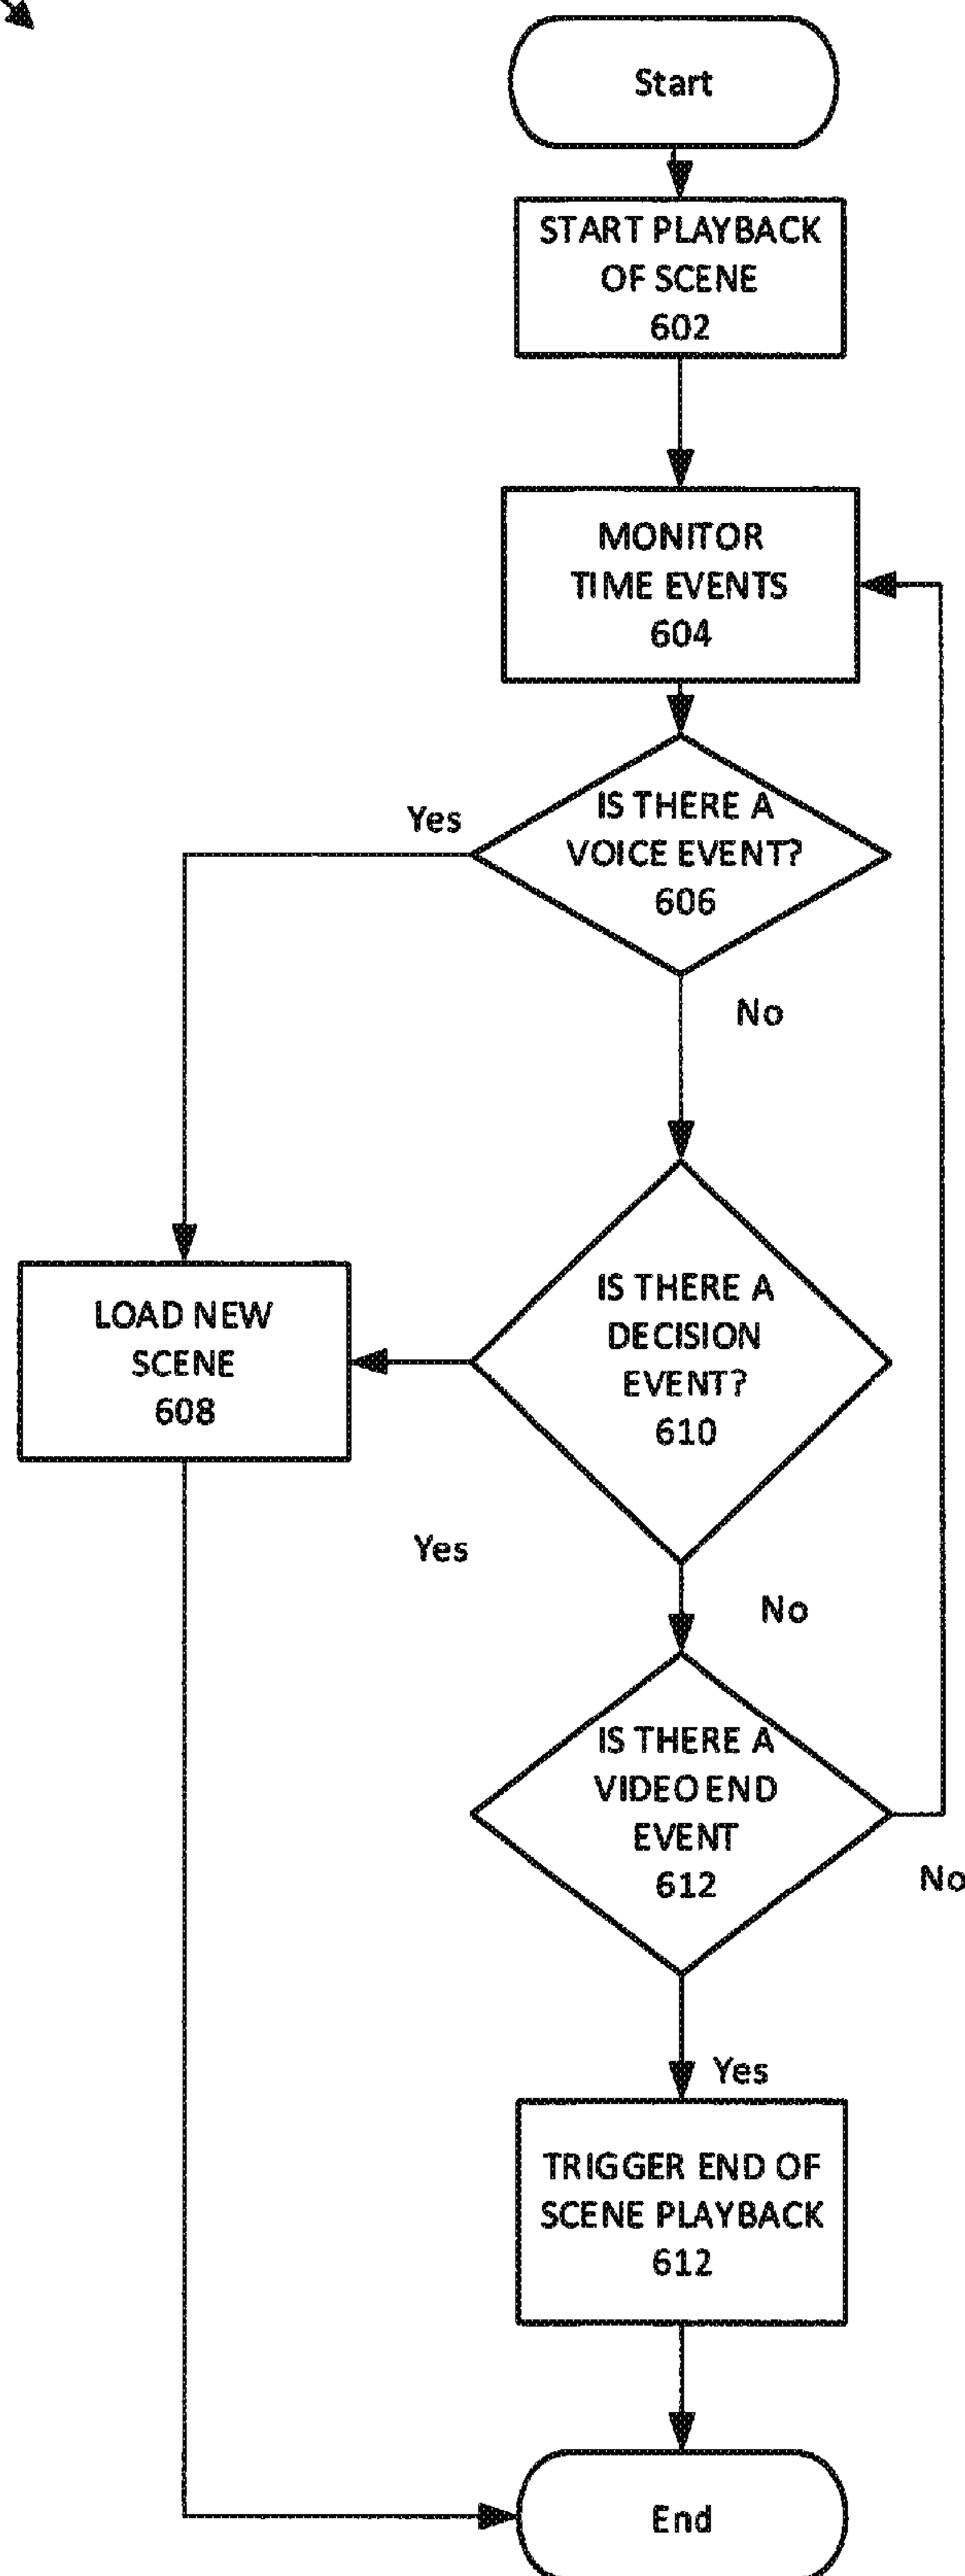 Start
START PLAYBACK
OF SCENE
602
MONITOR
TIME EVENTS
604
IS THERE A
VOICE EVENT?
606
Yes
No
LOAD NEW
SCENE
608
IS THERE A
DECISION
EVENT?
610
Yes
No
IS THERE A
VIDEO END
EVENT
612
No
Yes
TRIGGER END OF
SCENE PLAYBACK
612
End